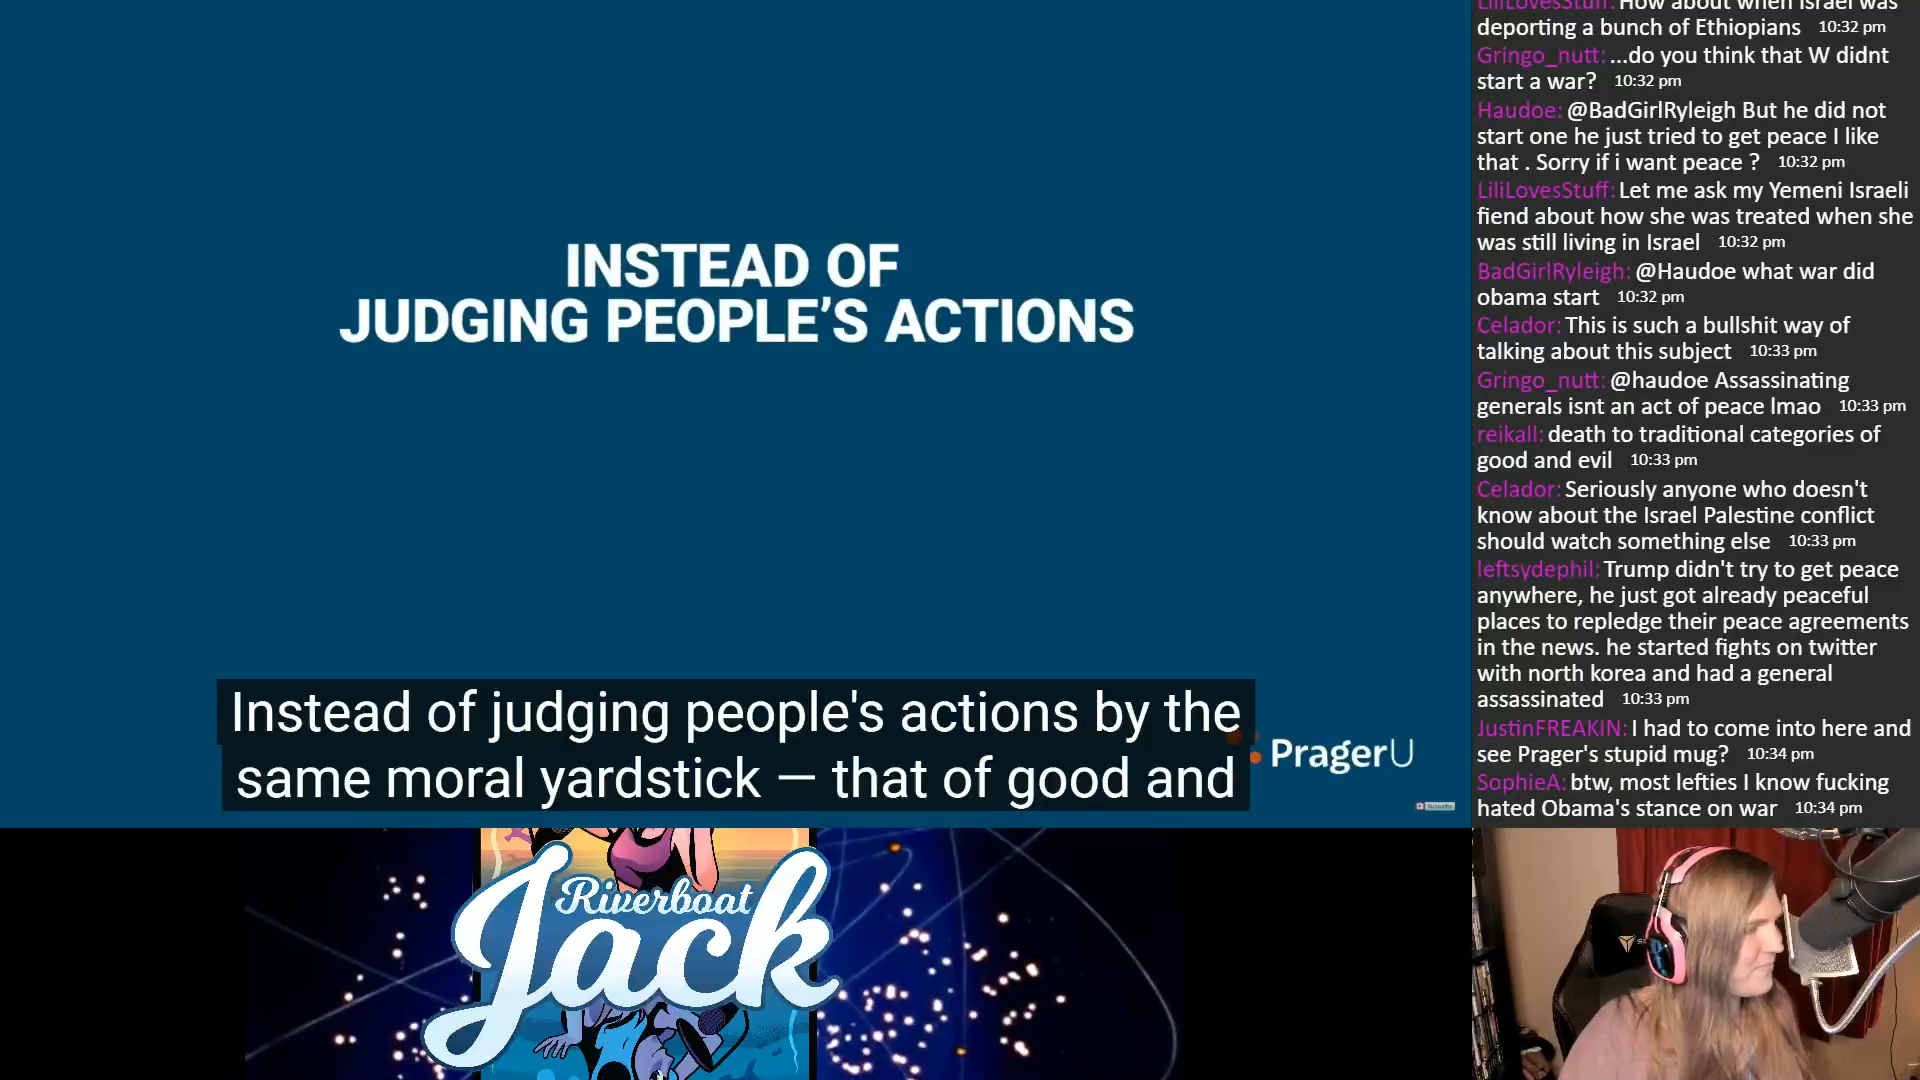 INSTEAD OF
JUDGING PEOPLE'S ACTIONS
Instead of judging people's actions by the
same moral yardstick — that of good and
PragerU
Riverboat
Jack
LiliLovesStuff: How about when Israel was
deporting a bunch of Ethiopians 10:32 pm
Gringo_nutt: ...do you think that W didnt
start a war? 10:32 pm
Haudoe: @BadGirlRyleigh But he did not
start one he just tried to get peace I like
that . Sorry if i want peace ? 10:32 pm
LiliLovesStuff: Let me ask my Yemeni Israeli
fiend about how she was treated when she
was still living in Israel 10:32 pm
BadGirlRyleigh: @Haudoe what war did
obama start 10:32 pm
Celador: This is such a bullshit way of
talking about this subject 10:33 pm
Gringo_nutt: @haudoe Assassinating
generals isnt an act of peace lmao 10:33 pm
reikall: death to traditional categories of
good and evil 10:33 pm
Celador: Seriously anyone who doesn't
know about the Israel Palestine conflict
should watch something else 10:33 pm
leftsydephil: Trump didn't try to get peace
anywhere, he just got already peaceful
places to repledge their peace agreements
in the news. he started fights on twitter
with north korea and had a general
assassinated 10:33 pm
JustinFREAKIN: I had to come into here and
see Prager's stupid mug? 10:34 pm
SophieA: btw, most lefties I know fucking
hated Obama's stance on war 10:34 pm